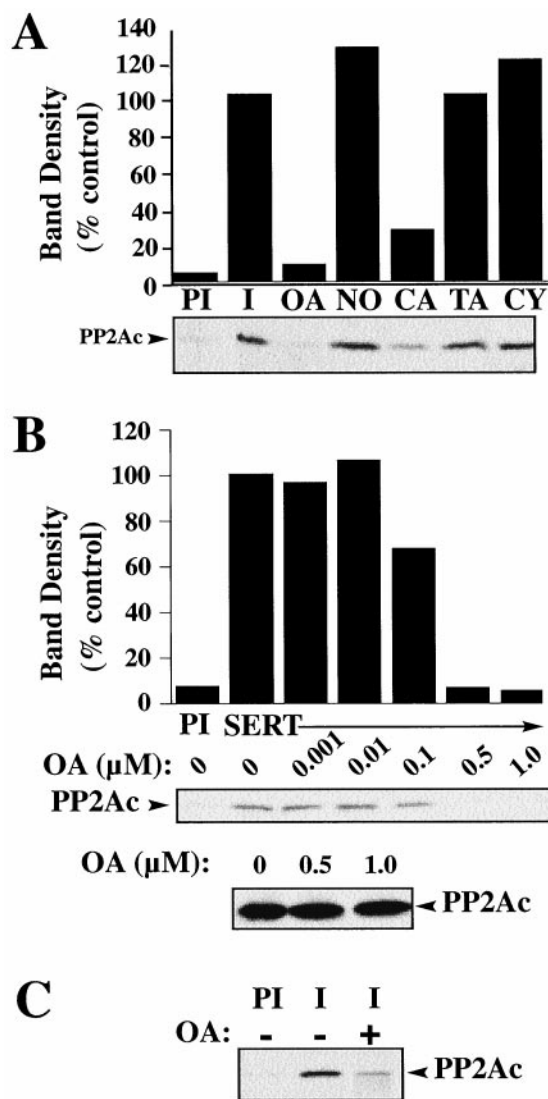 A
Band Density
(% control)
140
120
100
80
60
40
20
0
PI I OA NO CA TA CY
PP2Ac
B
Band Density
(% control)
120
100
80
60
40
20
0
PI SERT
OA (µM): 0 0 0.001 0.01 0.1 0.5 1.0
PP2Ac
OA (µM): 0 0.5 1.0
PP2Ac
C
PI I I
OA: - - +
PP2Ac